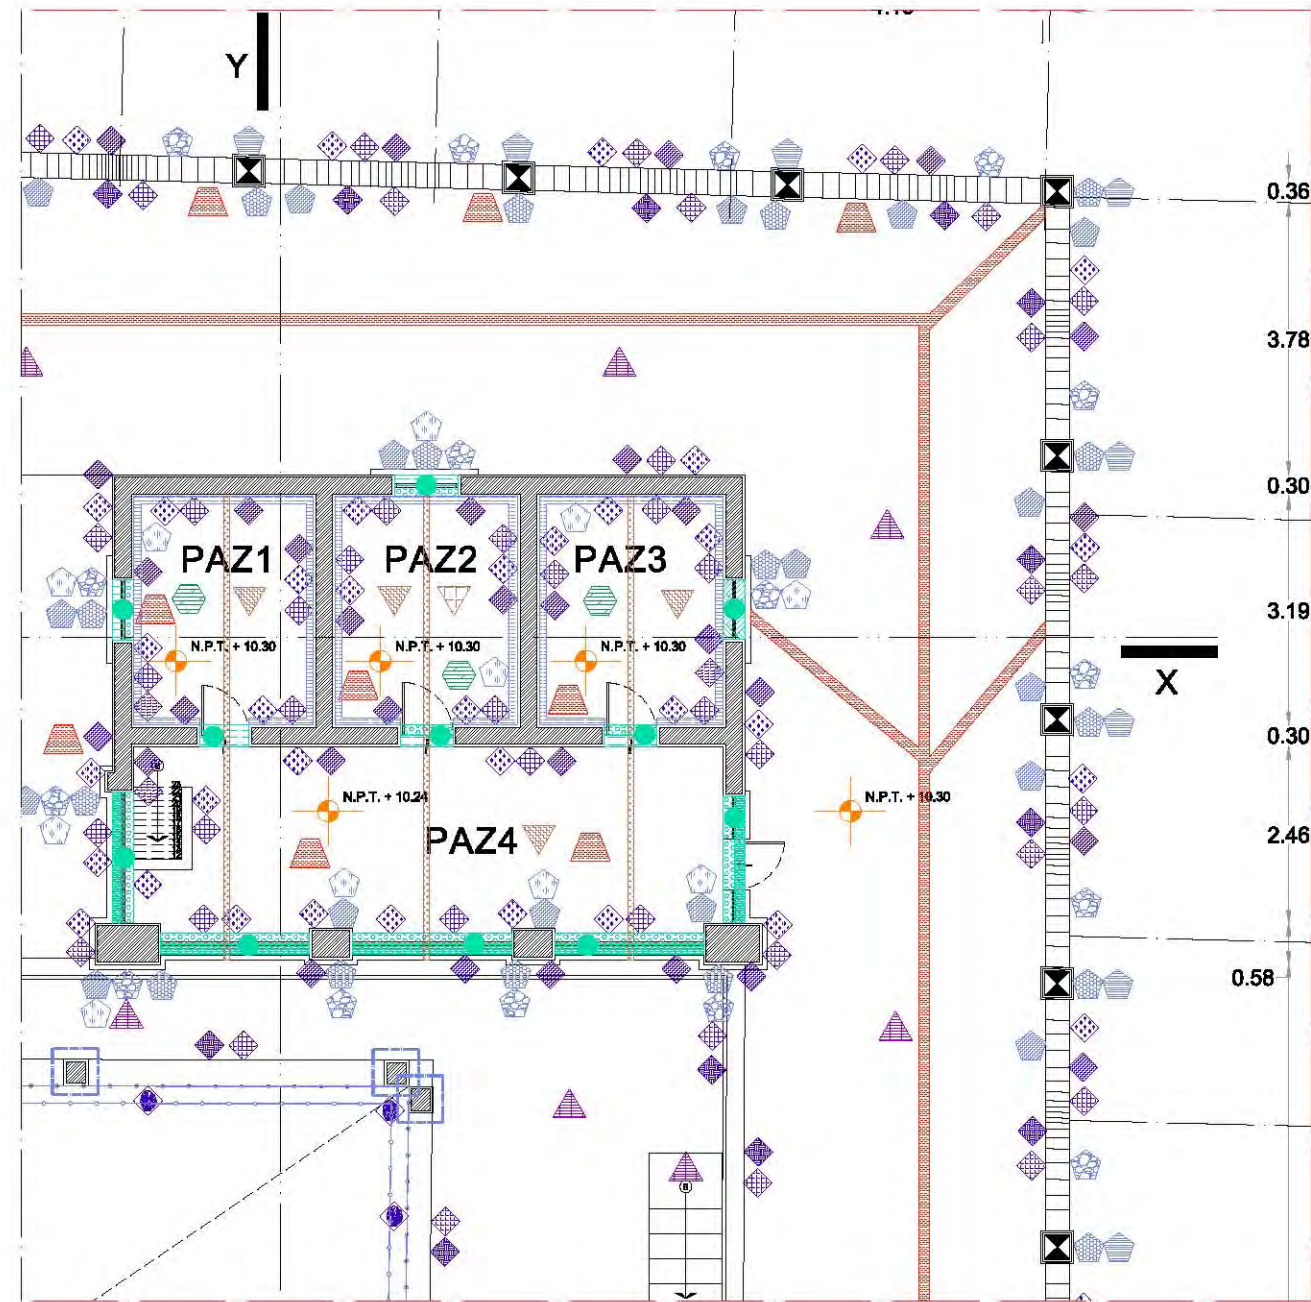 Y
0.36
3.78
0.30
PAZ1 PAZ2 PAZ3
3.19
N.P.T. + 10.30 N.P.T. + 10.30 N.P.T. + 10.30
X
0.30
N.P.T. + 10.24 N.P.T. + 10.30
PAZ4
2.46
0.58